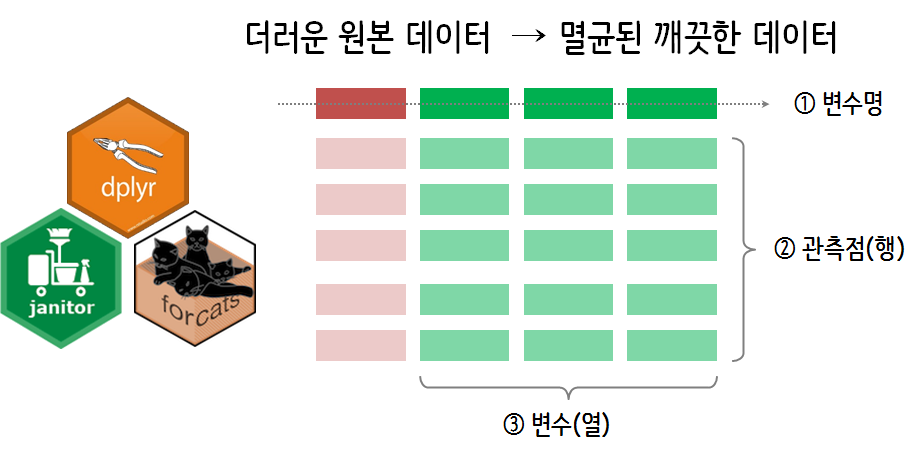 더러운 원본 데이터 → 멸균된 깨끗한 데이터
① 변수명
dplyr
janitor
forcats
② 관측점(행)
③ 변수(열)